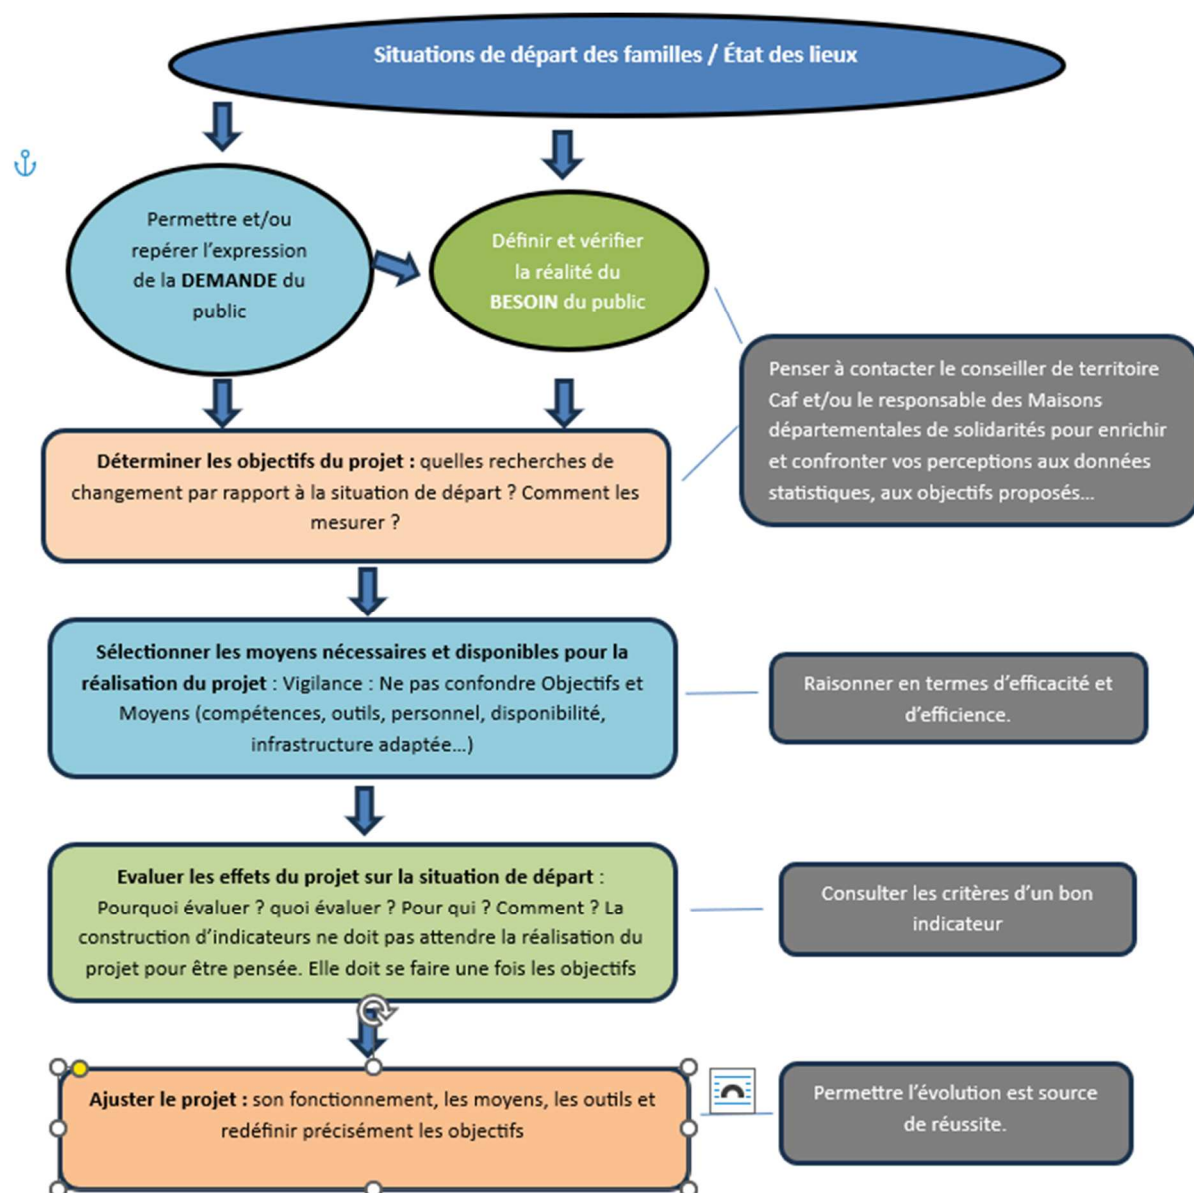 Situations de départ des familles / État des lieux
Permettre et/ou
repérer l’expression
de la DEMANDE du
public
Définir et vérifier
la réalité du
BESOIN du public
Penser à contacter le conseiller de territoire
Caf et/ou le responsable des Maisons
départementales de solidarités pour enrichir
et confronter vos perceptions aux données
statistiques, aux objectifs proposés…
Déterminer les objectifs du projet : quelles recherches de
changement par rapport à la situation de départ ? Comment les
mesurer ?
Sélectionner les moyens nécessaires et disponibles pour la
réalisation du projet : Vigilance : Ne pas confondre Objectifs et
Moyens (compétences, outils, personnel, disponibilité,
infrastructure adaptée…)
Raisonner en termes d’efficacité et
d’efficience.
Evaluer les effets du projet sur la situation de départ :
Pourquoi évaluer ? quoi évaluer ? Pour qui ? Comment ? La
construction d’indicateurs ne doit pas attendre la réalisation du
projet pour être pensée. Elle doit se faire une fois les objectifs
Consulter les critères d’un bon
indicateur
Ajuster le projet : son fonctionnement, les moyens, les outils et
redéfinir précisément les objectifs
Permettre l’évolution est source
de réussite.